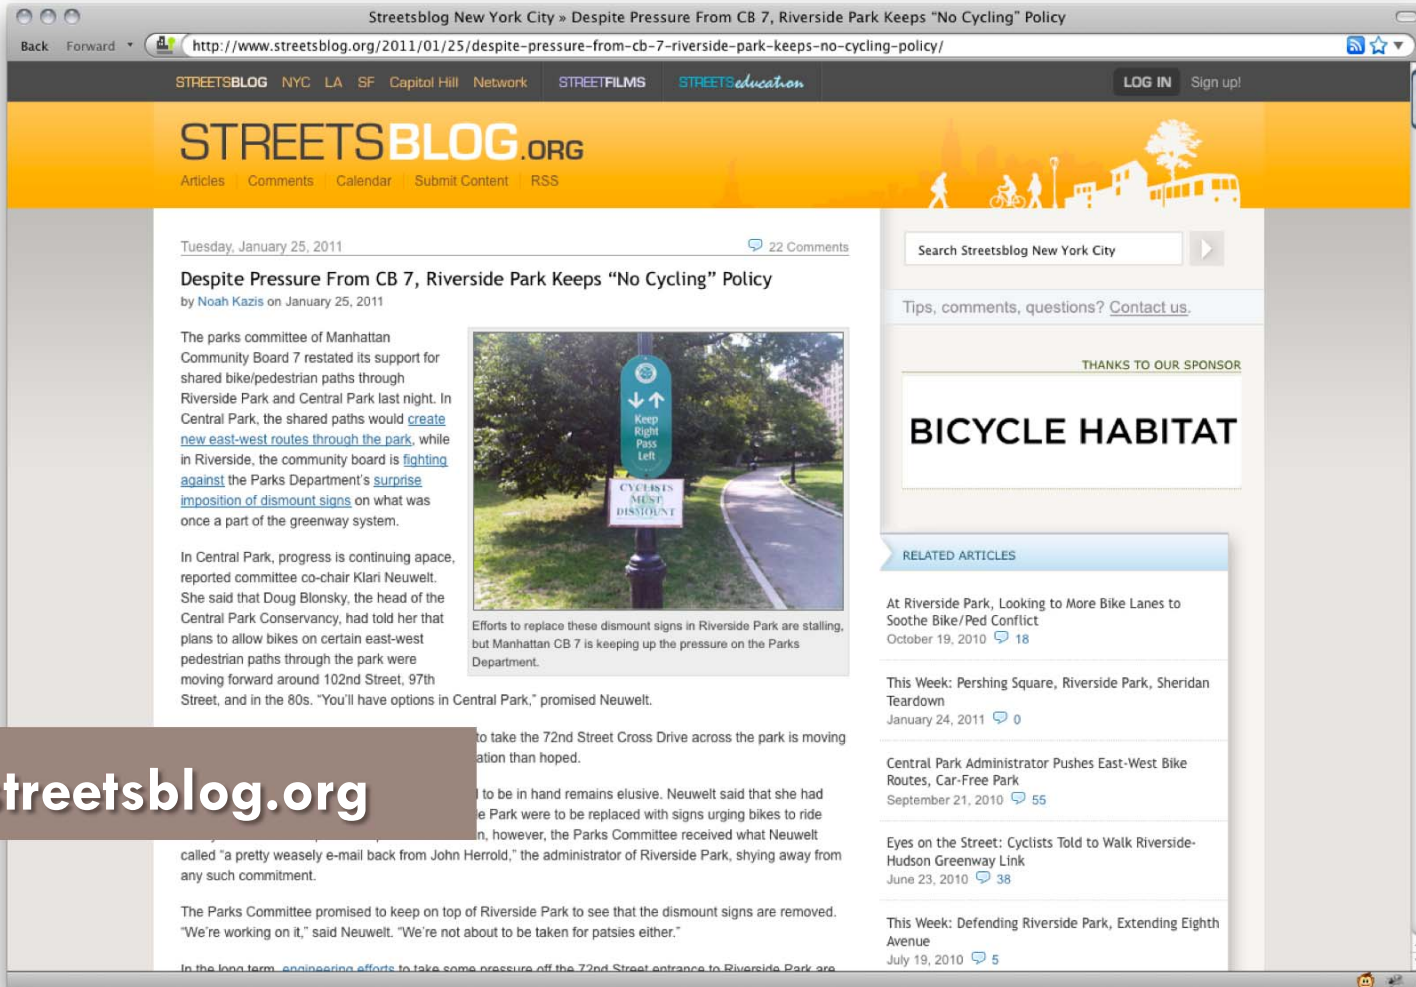 Streetsblog New York City » Despite Pressure From CB 7, Riverside Park Keeps “No Cycling” Policy
Back Forward http://www.streetsblog.org/2011/01/25/despite-pressure-from-cb-7-riverside-park-keeps-no-cycling-policy/
STREETSBLOG NYC LA SF Capitol Hill Network STREETFILMS STREETSeducation LOG IN Sign up!
STREETSBLOG.ORG
Articles Comments Calendar Submit Content RSS
Tuesday, January 25, 2011 22 Comments
Despite Pressure From CB 7, Riverside Park Keeps “No Cycling” Policy
by Noah Kazis on January 25, 2011
The parks committee of Manhattan
Community Board 7 restated its support for
shared bike/pedestrian paths through
Riverside Park and Central Park last night. In
Central Park, the shared paths would create
new east-west routes through the park, while
in Riverside, the community board is fighting
against the Parks Department’s surprise
imposition of dismount signs on what was
once a part of the greenway system.
In Central Park, progress is continuing apace,
reported committee co-chair Klari Neuwelt.
She said that Doug Blonsky, the head of the
Central Park Conservancy, had told her that
plans to allow bikes on certain east-west
pedestrian paths through the park were
moving forward around 102nd Street, 97th
Street, and in the 80s. “You’ll have options in Central Park,” promised Neuwelt.
Keep
Right
Pass
Left
CYCLISTS
MUST
DISMOUNT
Efforts to replace these dismount signs in Riverside Park are stalling,
but Manhattan CB 7 is keeping up the pressure on the Parks
Department.
to take the 72nd Street Cross Drive across the park is moving
ation than hoped.
to be in hand remains elusive. Neuwelt said that she had
e Park were to be replaced with signs urging bikes to ride
n, however, the Parks Committee received what Neuwelt
called “a pretty weasely e-mail back from John Herrold,” the administrator of Riverside Park, shying away from
any such commitment.
The Parks Committee promised to keep on top of Riverside Park to see that the dismount signs are removed.
“We’re working on it,” said Neuwelt. “We’re not about to be taken for patsies either.”
In the long term, engineering efforts to take some pressure off the 72nd Street entrance to Riverside Park are
treetsblog.org
Search Streetsblog New York City
Tips, comments, questions? Contact us.
THANKS TO OUR SPONSOR
BICYCLE HABITAT
RELATED ARTICLES
At Riverside Park, Looking to More Bike Lanes to
Soothe Bike/Ped Conflict
October 19, 2010 18
This Week: Pershing Square, Riverside Park, Sheridan
Teardown
January 24, 2011 0
Central Park Administrator Pushes East-West Bike
Routes, Car-Free Park
September 21, 2010 55
Eyes on the Street: Cyclists Told to Walk Riverside-
Hudson Greenway Link
June 23, 2010 38
This Week: Defending Riverside Park, Extending Eighth
Avenue
July 19, 2010 5